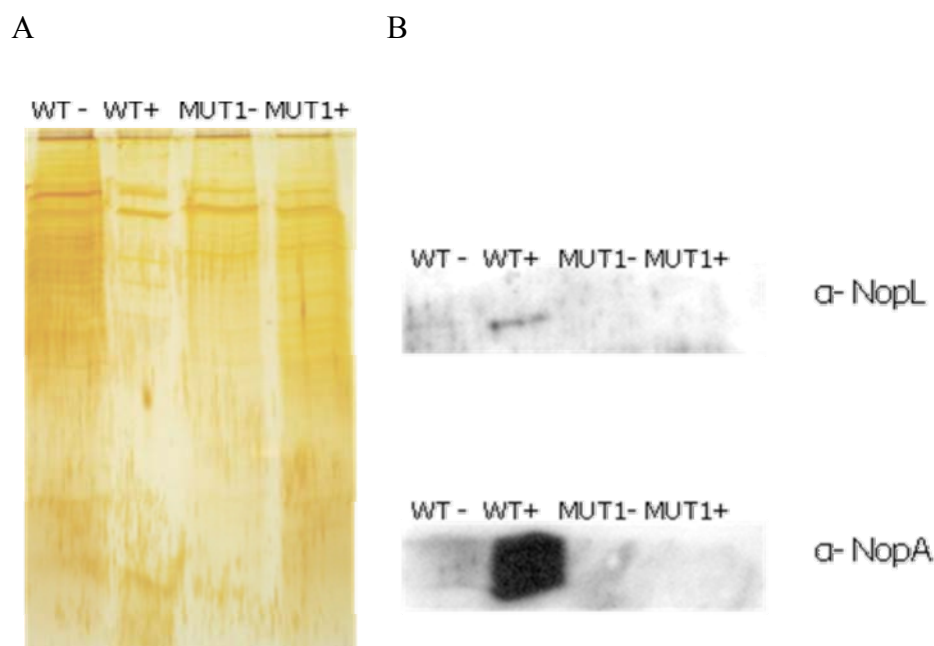 A
B
WT - WT+ MUT1- MUT1+
WT - WT+ MUT1- MUT1+
α- NopL
WT - WT+ MUT1- MUT1+
α- NopA